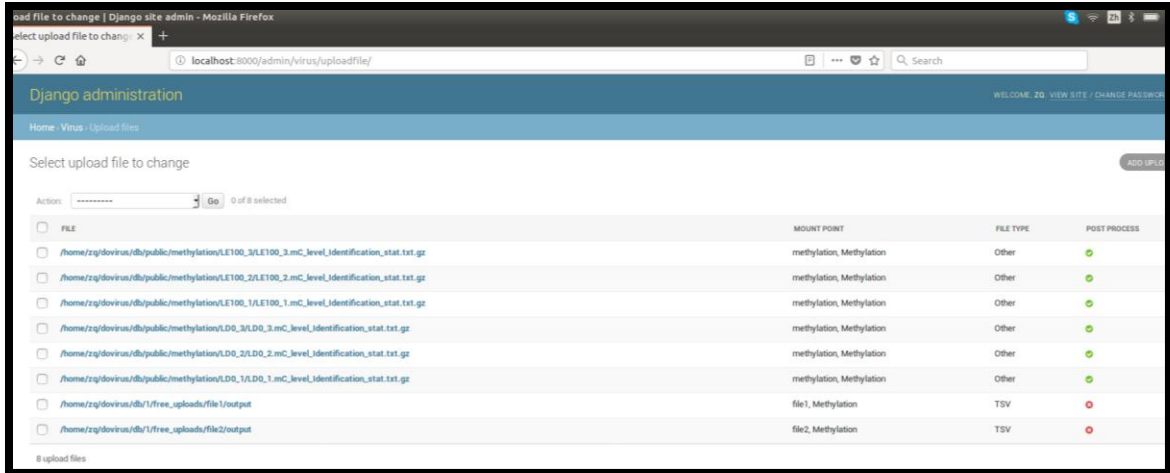 oad file to change | Django site admin - Mozilla Firefox
S Zh
elect upload file to change × +
localhost:8000/admin/virus/uploadfile/ Search
Django administration WELCOME, ZQ. VIEW SITE / CHANGE PASSWOR
Home › Virus › Upload files
Select upload file to change ADD UPLO
Action: --------- Go 0 of 8 selected
FILE MOUNT POINT FILE TYPE POST PROCESS
/home/zq/dovirus/db/public/methylation/LE100_3/LE100_3.mC_level_Identification_stat.txt.gz methylation, Methylation Other
/home/zq/dovirus/db/public/methylation/LE100_2/LE100_2.mC_level_Identification_stat.txt.gz methylation, Methylation Other
/home/zq/dovirus/db/public/methylation/LE100_1/LE100_1.mC_level_Identification_stat.txt.gz methylation, Methylation Other
/home/zq/dovirus/db/public/methylation/LD0_3/LD0_3.mC_level_Identification_stat.txt.gz methylation, Methylation Other
/home/zq/dovirus/db/public/methylation/LD0_2/LD0_2.mC_level_Identification_stat.txt.gz methylation, Methylation Other
/home/zq/dovirus/db/public/methylation/LD0_1/LD0_1.mC_level_Identification_stat.txt.gz methylation, Methylation Other
/home/zq/dovirus/db/1/free_uploads/file1/output file1, Methylation TSV
/home/zq/dovirus/db/1/free_uploads/file2/output file2, Methylation TSV
8 upload files